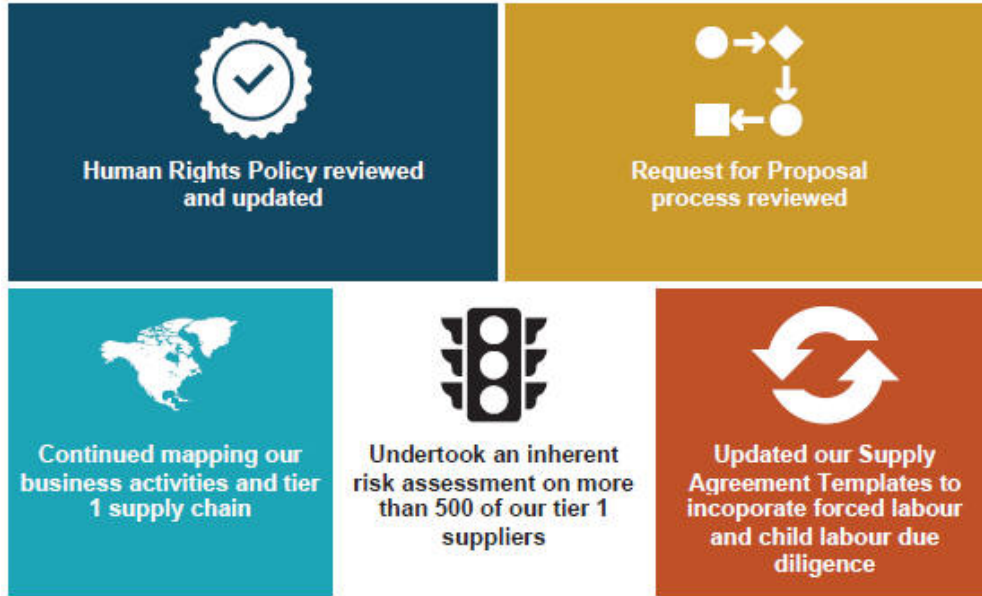 Human Rights Policy reviewed
and updated
Request for Proposal
process reviewed
Continued mapping our
business activities and tier
1 supply chain
Undertook an inherent
risk assessment on more
than 500 of our tier 1
suppliers
Updated our Supply
Agreement Templates to
incoporate forced labour
and child labour due
diligence